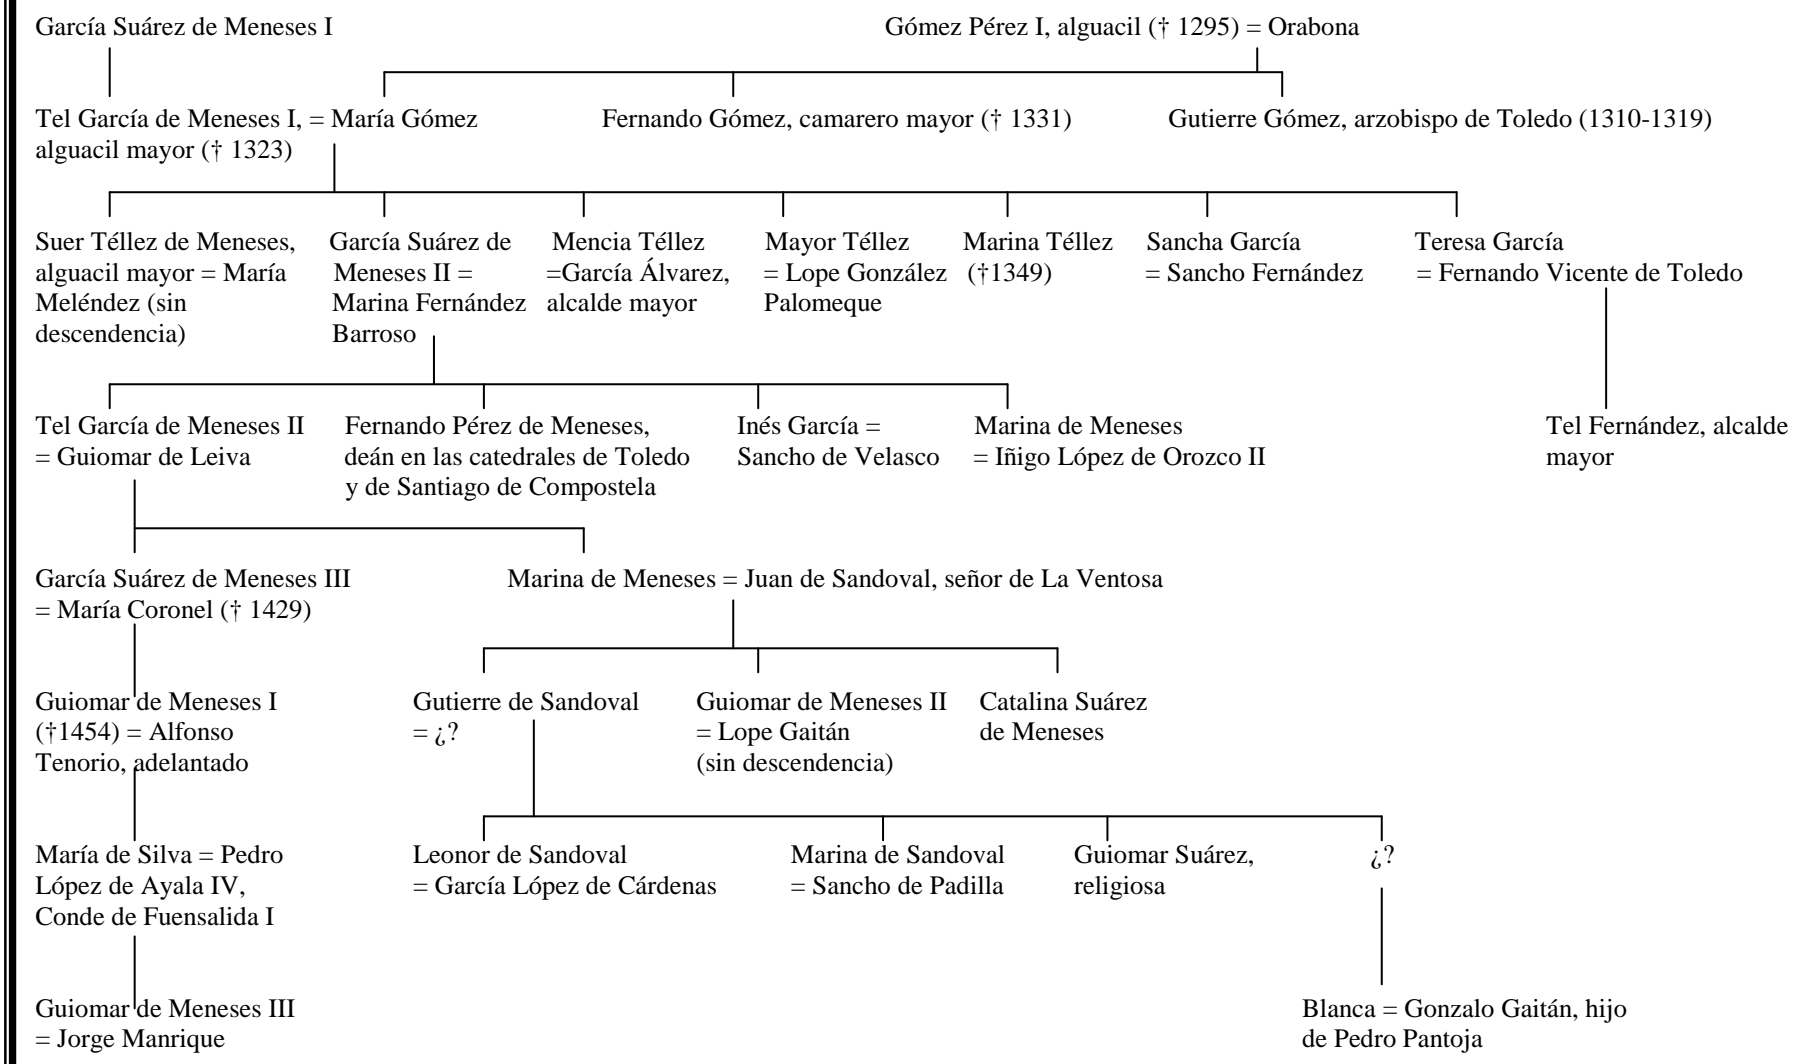 García Suárez de Meneses I
Gómez Pérez I, alguacil († 1295) = Orabona
Tel García de Meneses I, = María Gómez
alguacil mayor († 1323)
Fernando Gómez, camarero mayor († 1331)
Gutierre Gómez, arzobispo de Toledo (1310-1319)
Suer Téllez de Meneses,
alguacil mayor = María
Meléndez (sin
descendencia)
García Suárez de
Meneses II =
Marina Fernández
Barroso
Mencia Téllez
=García Álvarez,
alcalde mayor
Mayor Téllez
= Lope González
Palomeque
Marina Téllez
(†1349)
Sancha García
= Sancho Fernández
Teresa García
= Fernando Vicente de Toledo
Tel García de Meneses II
= Guiomar de Leiva
Fernando Pérez de Meneses,
deán en las catedrales de Toledo
y de Santiago de Compostela
Inés García =
Sancho de Velasco
Marina de Meneses
= Iñigo López de Orozco II
Tel Fernández, alcalde
mayor
García Suárez de Meneses III
= María Coronel († 1429)
Marina de Meneses = Juan de Sandoval, señor de La Ventosa
Guiomar de Meneses I
(†1454) = Alfonso
Tenorio, adelantado
Gutierre de Sandoval
= ¿?
Guiomar de Meneses II
= Lope Gaitán
(sin descendencia)
Catalina Suárez
de Meneses
María de Silva = Pedro
López de Ayala IV,
Conde de Fuensalida I
Leonor de Sandoval
= García López de Cárdenas
Marina de Sandoval
= Sancho de Padilla
Guiomar Suárez,
religiosa
¿?
Guiomar de Meneses III
= Jorge Manrique
Blanca = Gonzalo Gaitán, hijo
de Pedro Pantoja